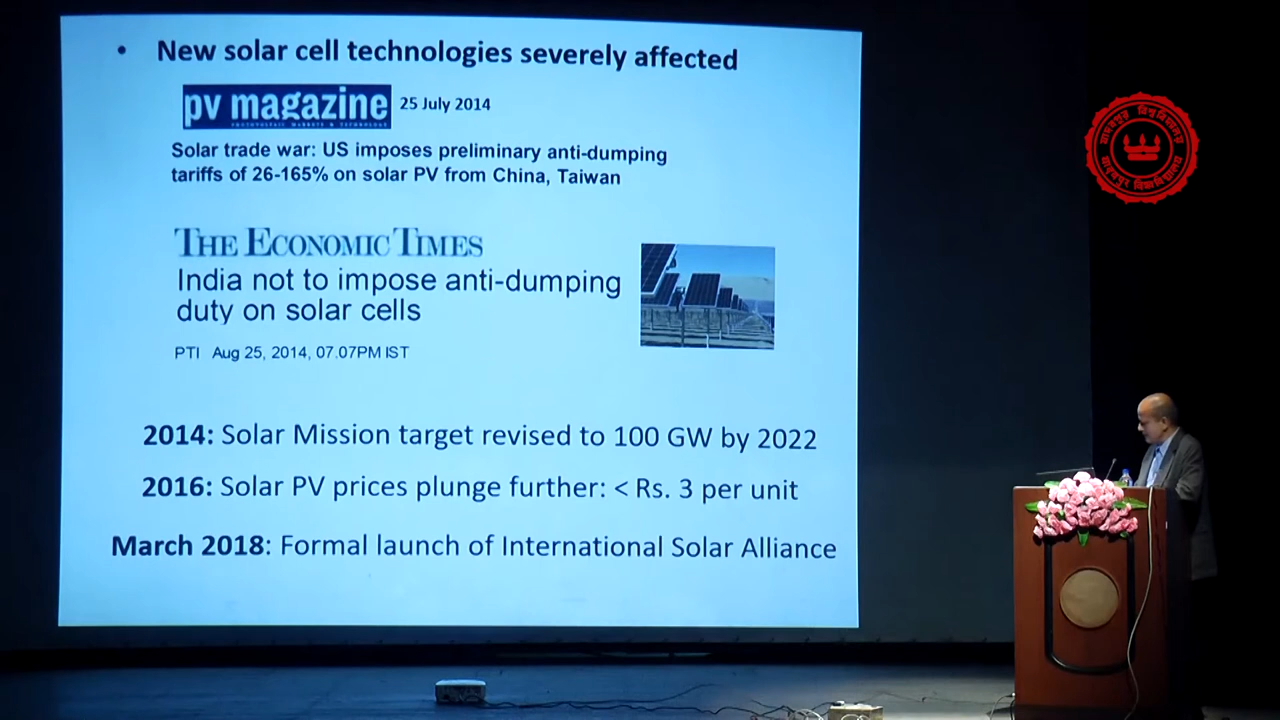 • New solar cell technologies severely affected
pv magazine 25 July 2014
Solar trade war: US imposes preliminary anti-dumping
tariffs of 26-165% on solar PV from China, Taiwan
THE ECONOMIC TIMES
India not to impose anti-dumping
duty on solar cells
PTI Aug 25, 2014, 07.07PM IST
2014: Solar Mission target revised to 100 GW by 2022
2016: Solar PV prices plunge further: < Rs. 3 per unit
March 2018: Formal launch of International Solar Alliance
যাদবপুর বিশ্ববিদ্যালয়